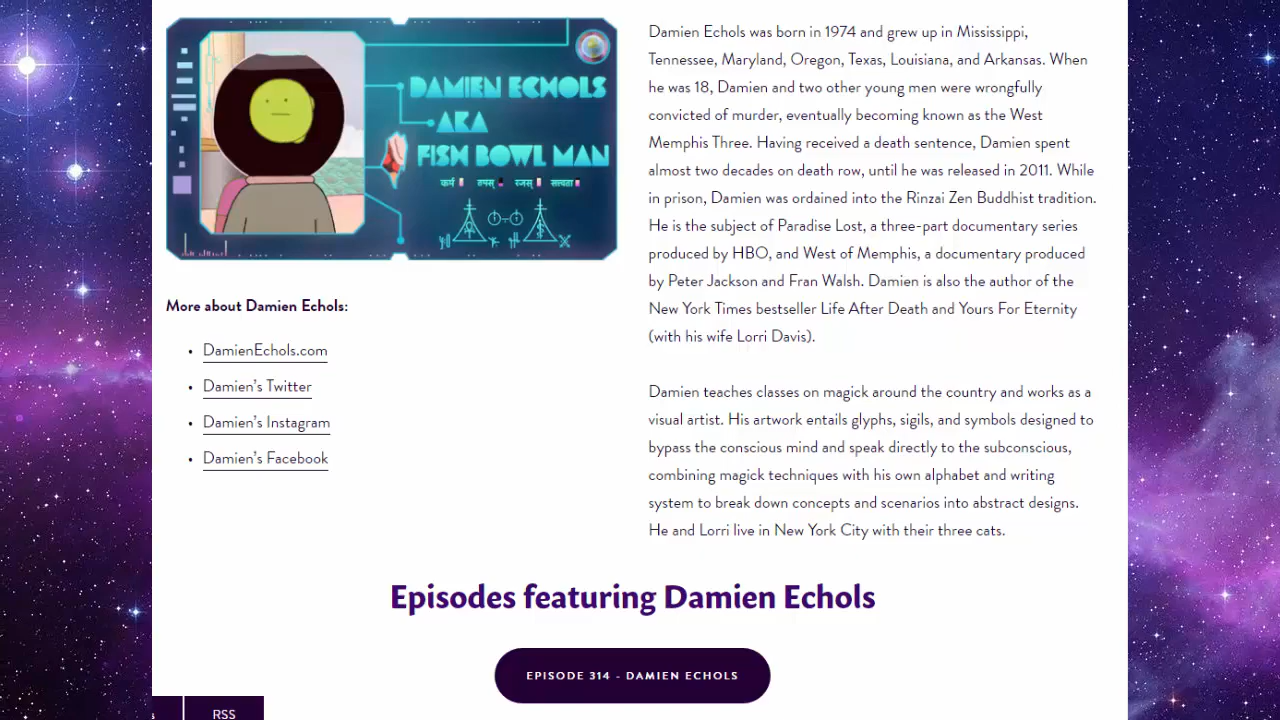 DAMIEN ECHOLS
AKA
FISH BOWL MAN
कर्म तपस् रजस् सात्त्वता
More about Damien Echols:
• DamienEchols.com
• Damien’s Twitter
• Damien’s Instagram
• Damien’s Facebook
Damien Echols was born in 1974 and grew up in Mississippi,
Tennessee, Maryland, Oregon, Texas, Louisiana, and Arkansas. When
he was 18, Damien and two other young men were wrongfully
convicted of murder, eventually becoming known as the West
Memphis Three. Having received a death sentence, Damien spent
almost two decades on death row, until he was released in 2011. While
in prison, Damien was ordained into the Rinzai Zen Buddhist tradition.
He is the subject of Paradise Lost, a three-part documentary series
produced by HBO, and West of Memphis, a documentary produced
by Peter Jackson and Fran Walsh. Damien is also the author of the
New York Times bestseller Life After Death and Yours For Eternity
(with his wife Lorri Davis).
Damien teaches classes on magick around the country and works as a
visual artist. His artwork entails glyphs, sigils, and symbols designed to
bypass the conscious mind and speak directly to the subconscious,
combining magick techniques with his own alphabet and writing
system to break down concepts and scenarios into abstract designs.
He and Lorri live in New York City with their three cats.
Episodes featuring Damien Echols
EPISODE 314 - DAMIEN ECHOLS
RSS